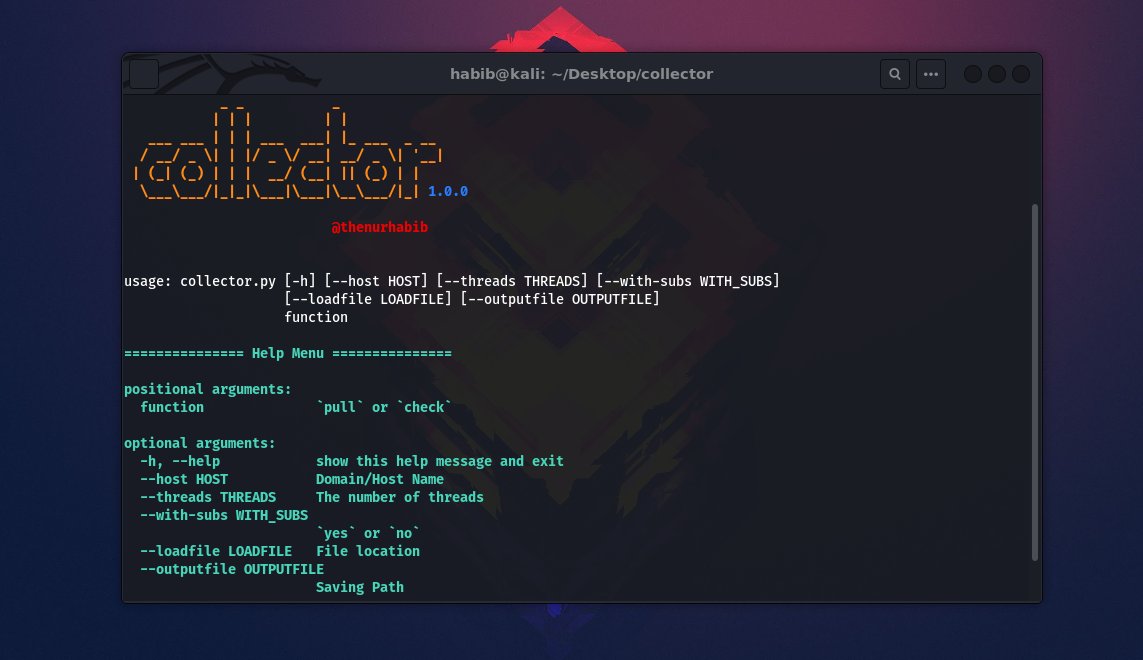 habib@kali: ~/Desktop/collector
collector
1.0.0
@thenurhabib
usage: collector.py [-h] [--host HOST] [--threads THREADS] [--with-subs WITH_SUBS]
[--loadfile LOADFILE] [--outputfile OUTPUTFILE]
function
=============== Help Menu ===============
positional arguments:
function `pull` or `check`
optional arguments:
-h, --help show this help message and exit
--host HOST Domain/Host Name
--threads THREADS The number of threads
--with-subs WITH_SUBS
`yes` or `no`
--loadfile LOADFILE File location
--outputfile OUTPUTFILE
Saving Path